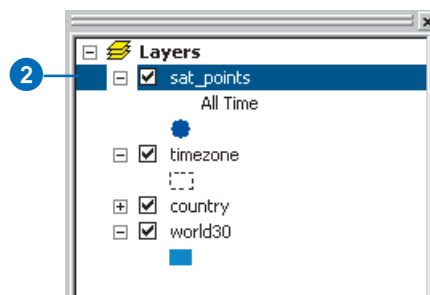 Layers
2
sat_points
All Time
timezone
country
world30